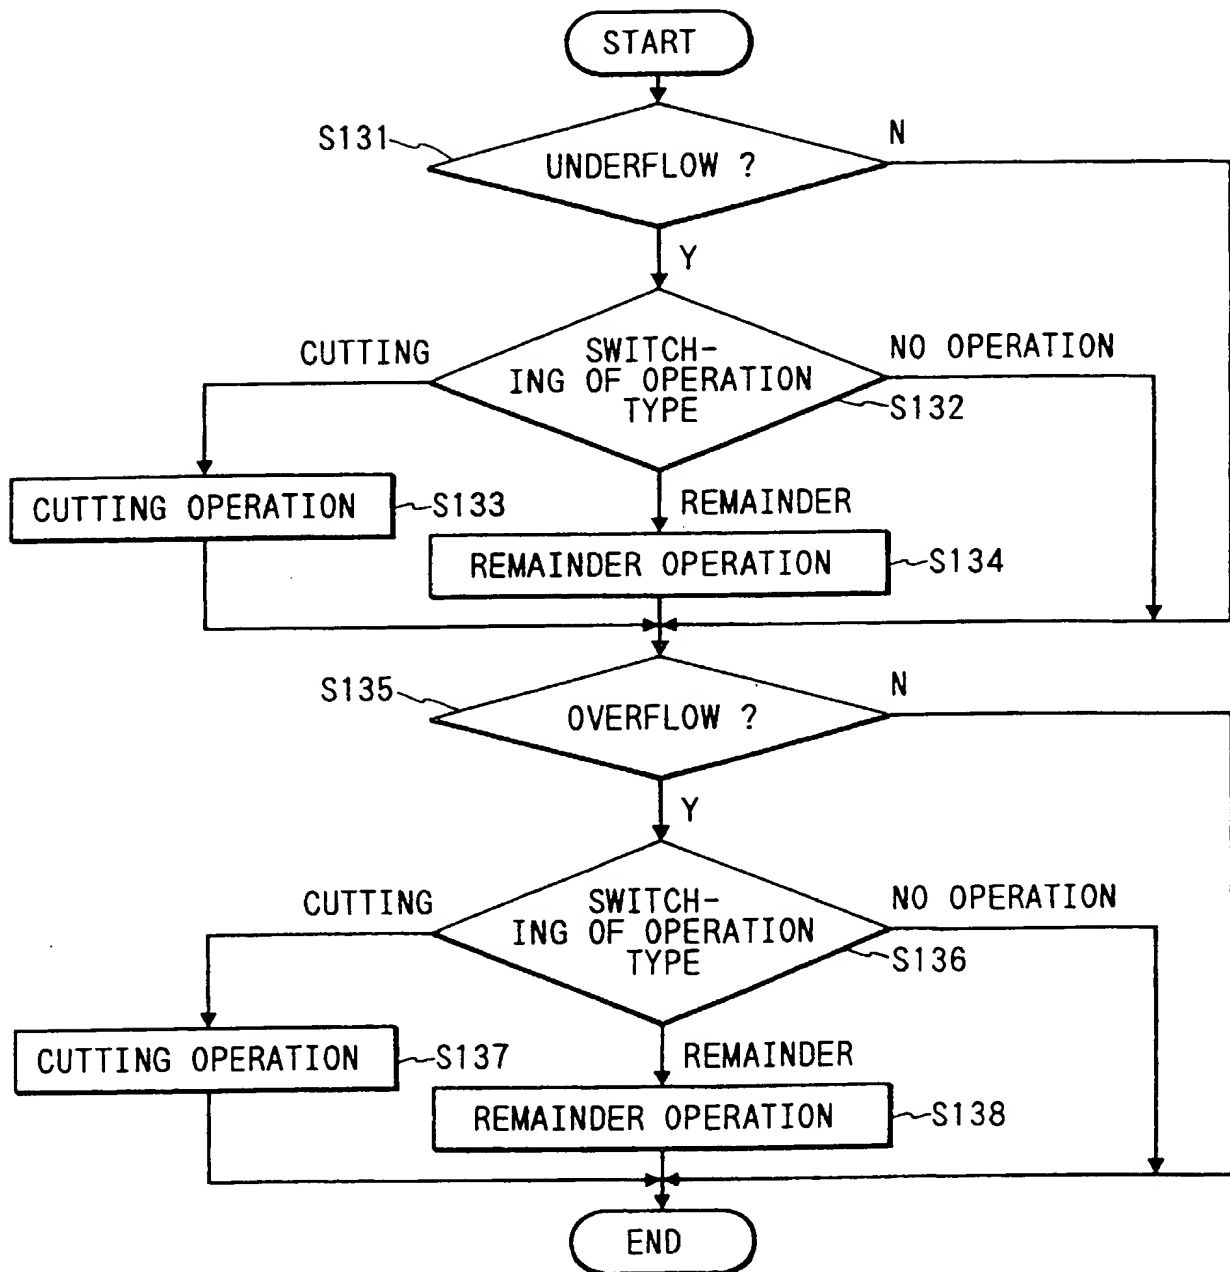 START
S131
UNDERFLOW ?
N
Y
CUTTING
SWITCH-
ING OF OPERATION
TYPE
NO OPERATION
S132
CUTTING OPERATION
S133
REMAINDER
REMAINDER OPERATION
S134
S135
OVERFLOW ?
N
Y
CUTTING
SWITCH-
ING OF OPERATION
TYPE
NO OPERATION
S136
CUTTING OPERATION
S137
REMAINDER
REMAINDER OPERATION
S138
END